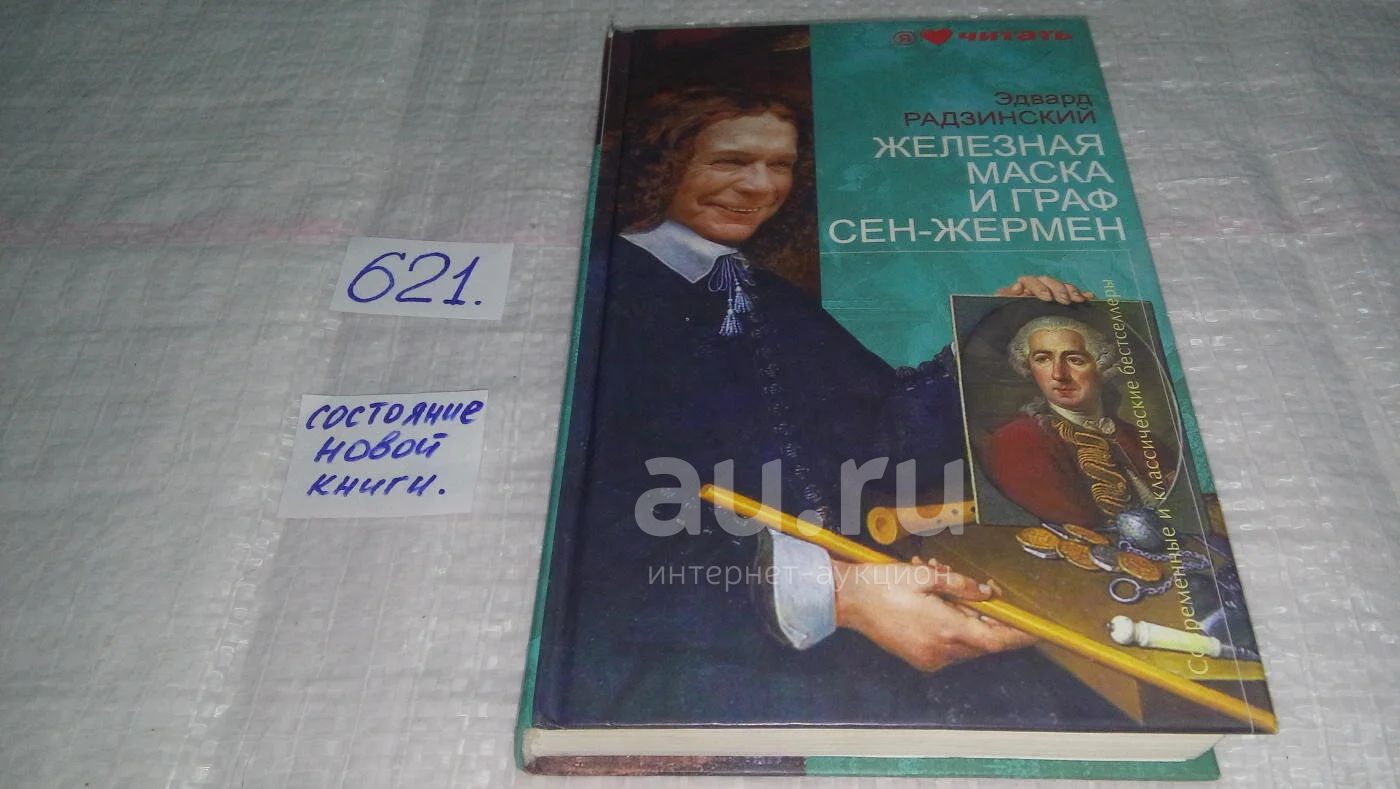 Я ❤ читать
Эдвард
РАДЗИНСКИЙ
ЖЕЛЕЗНАЯ
МАСКА
И ГРАФ
СЕН-ЖЕРМЕН
Современные и классические бестселлеры
621.
состояние
новой
книги.
au.ru
интернет-аукцион